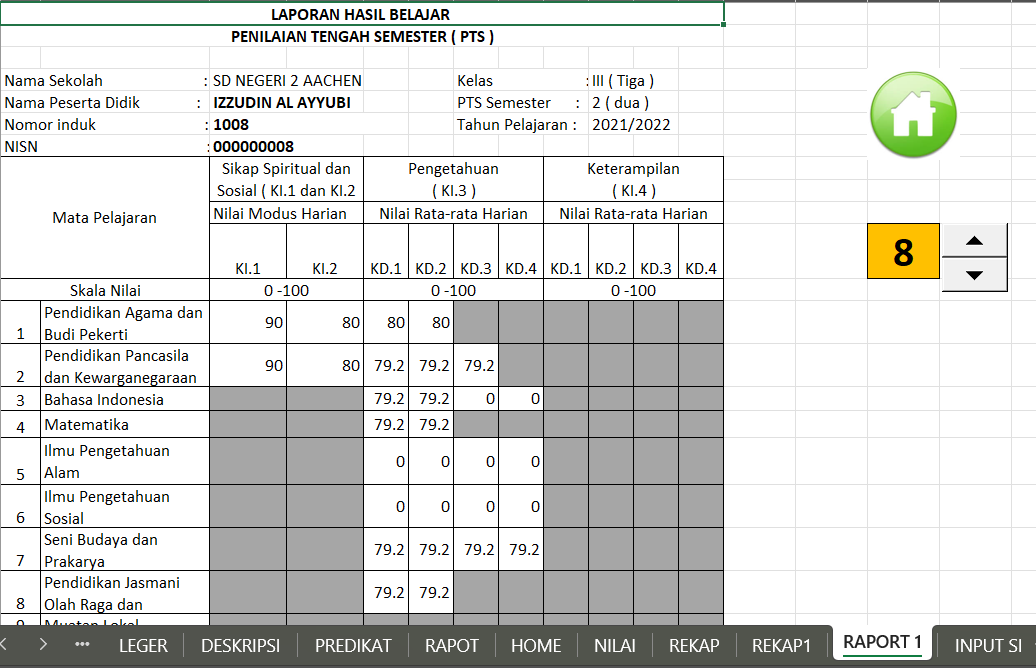 LAPORAN HASIL BELAJAR
PENILAIAN TENGAH SEMESTER ( PTS )
Nama Sekolah : SD NEGERI 2 AACHEN Kelas : III ( Tiga )
Nama Peserta Didik : IZZUDIN AL AYYUBI PTS Semester : 2 ( dua )
Nomor induk : 1008 Tahun Pelajaran : 2021/2022
NISN : 000000008
Mata Pelajaran
Sikap Spiritual dan
Sosial ( KI.1 dan KI.2
Pengetahuan
( KI.3 )
Keterampilan
( KI.4 )
Nilai Modus Harian Nilai Rata-rata Harian Nilai Rata-rata Harian
KI.1 KI.2 KD.1 KD.2 KD.3 KD.4 KD.1 KD.2 KD.3 KD.4
Skala Nilai 0 -100 0 -100 0 -100
1 Pendidikan Agama dan
Budi Pekerti 90 80 80 80
2 Pendidikan Pancasila
dan Kewarganegaraan 90 80 79.2 79.2 79.2
3 Bahasa Indonesia 79.2 79.2 0 0
4 Matematika 79.2 79.2
5 Ilmu Pengetahuan
Alam 0 0 0 0
6 Ilmu Pengetahuan
Sosial 0 0 0 0
7 Seni Budaya dan
Prakarya 79.2 79.2 79.2 79.2
8 Pendidikan Jasmani
Olah Raga dan 79.2 79.2
9 Muatan Lokal
8
LEGER DESKRIPSI PREDIKAT RAPOT HOME NILAI REKAP REKAP1 RAPORT 1 INPUT SI